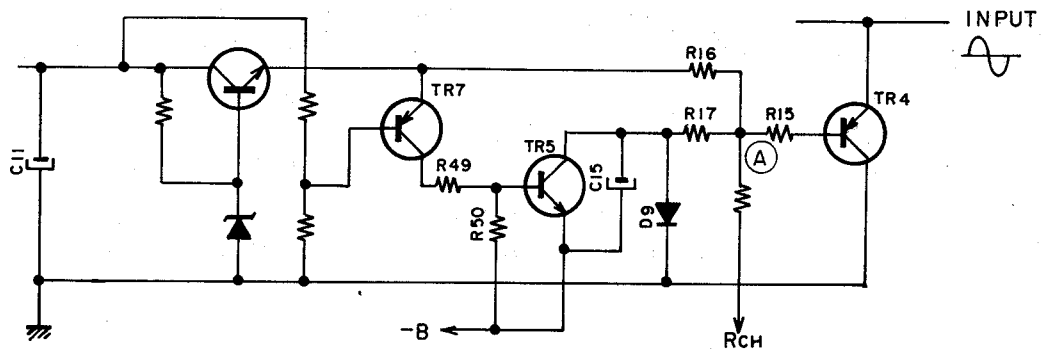 INPUT
R16
TR7
TR4
R17
R15
C11
TR5
R49
C15
A
R50
D9
-B
RCH